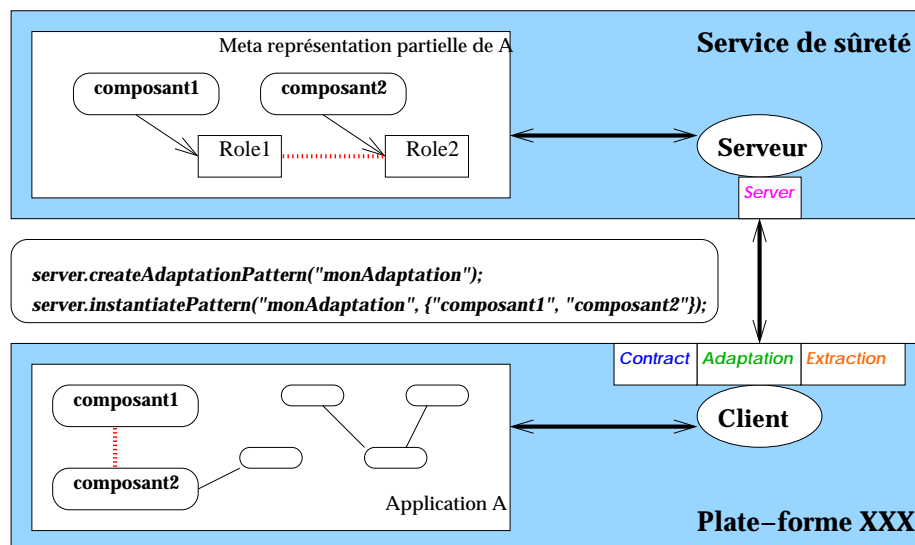 Meta représentation partielle de A
Service de sûreté
composant1
composant2
Role1
Role2
Serveur
Server
server.createAdaptationPattern("monAdaptation");
server.instantiatePattern("monAdaptation", {"composant1", "composant2"});
Contract
Adaptation
Extraction
composant1
Client
composant2
Application A
Plate−forme XXX